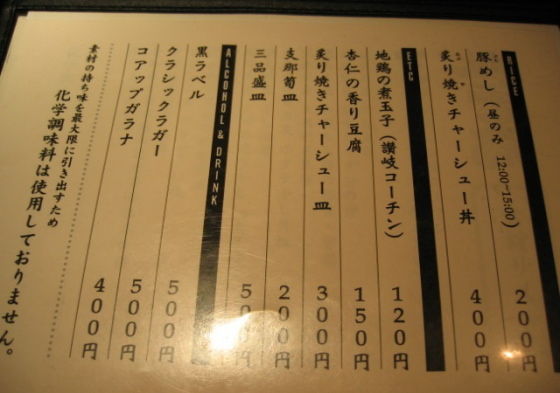 RICE
豚めし（昼のみ 12:00~15:00） 200円
炙り焼きチャーシュー丼 400円
ETC
地鶏の煮玉子（讃岐コーチン） 120円
杏仁の香り豆腐 150円
炙り焼きチャーシュー皿 300円
支那筍皿 200円
三品盛皿 500円
ALCOHOL & DRINK
黒ラベル 500円
クラシックラガー 500円
コアップガラナ 400円
素材の持ち味を最大限に引き出すため
化学調味料は使用しておりません。